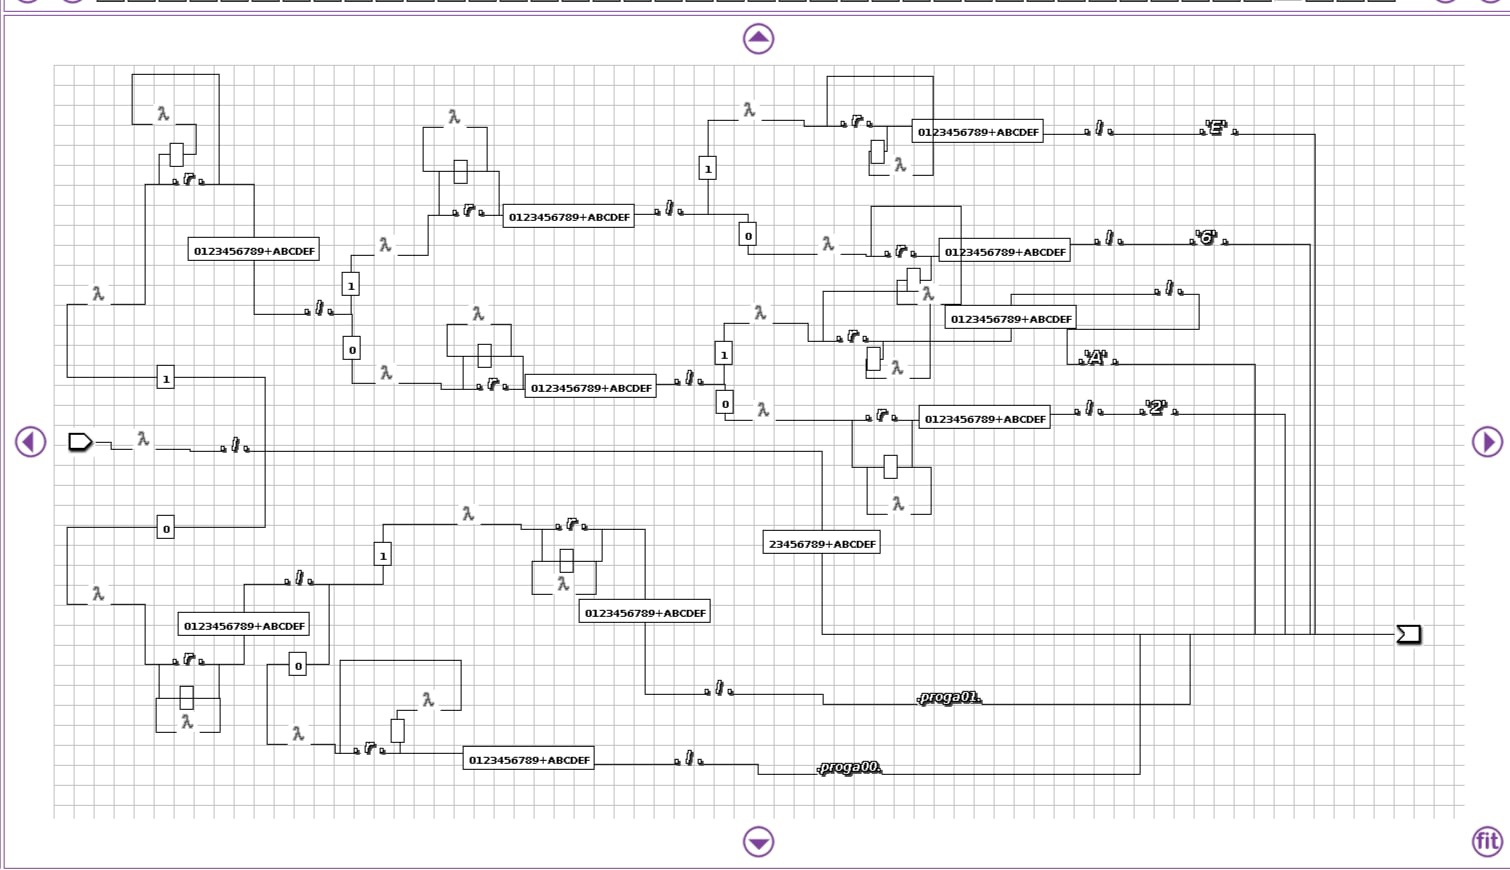 λ
λ
r
λ
1
.r.
0123456789+ABCDEF
.l.
'E'
λ
.r.
0123456789+ABCDEF
.l.
0
λ
.r.
0123456789+ABCDEF
.l.
'6'
0123456789+ABCDEF
λ
1
λ
λ
.l.
λ
.l.
λ
1
.r.
0123456789+ABCDEF
0
λ
1
'A'
λ
λ
.r.
0123456789+ABCDEF
.l.
1
0
λ
.r.
0123456789+ABCDEF
.l.
'2'
λ
.l.
λ
0
λ
.r.
23456789+ABCDEF
1
λ
λ
.l.
0123456789+ABCDEF
0123456789+ABCDEF
.r.
0
λ
.l.
.proga01.
λ
λ
.r.
0123456789+ABCDEF
.l.
.proga00.
fit